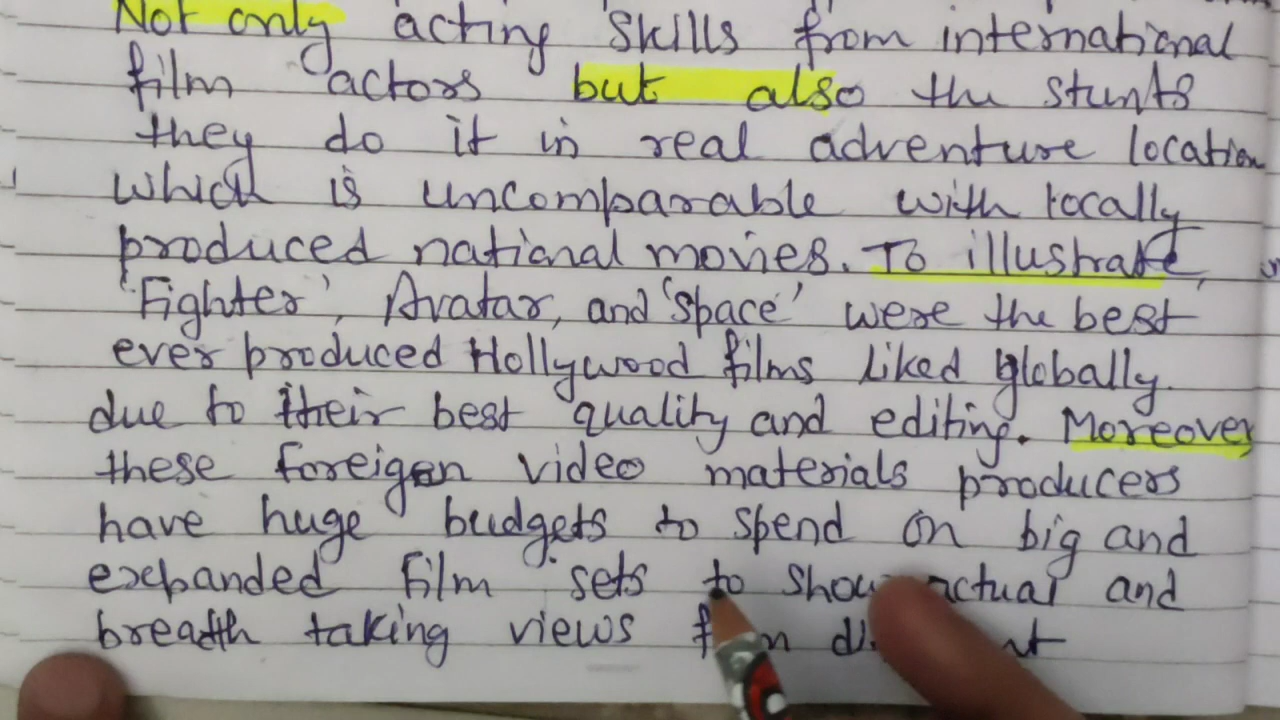 Not only acting skills from international
film actors but also the stunts
they do it in real adventure location
which is uncomparable with locally
produced national movies. To illustrate,
'Fighter', Avatar, and 'Space' were the best
ever produced Hollywood films liked globally
due to their best quality and editing. Moreover
these foreigen video materials producers
have huge budgets to spend on big and
expanded film sets to show actual and
breadth taking views